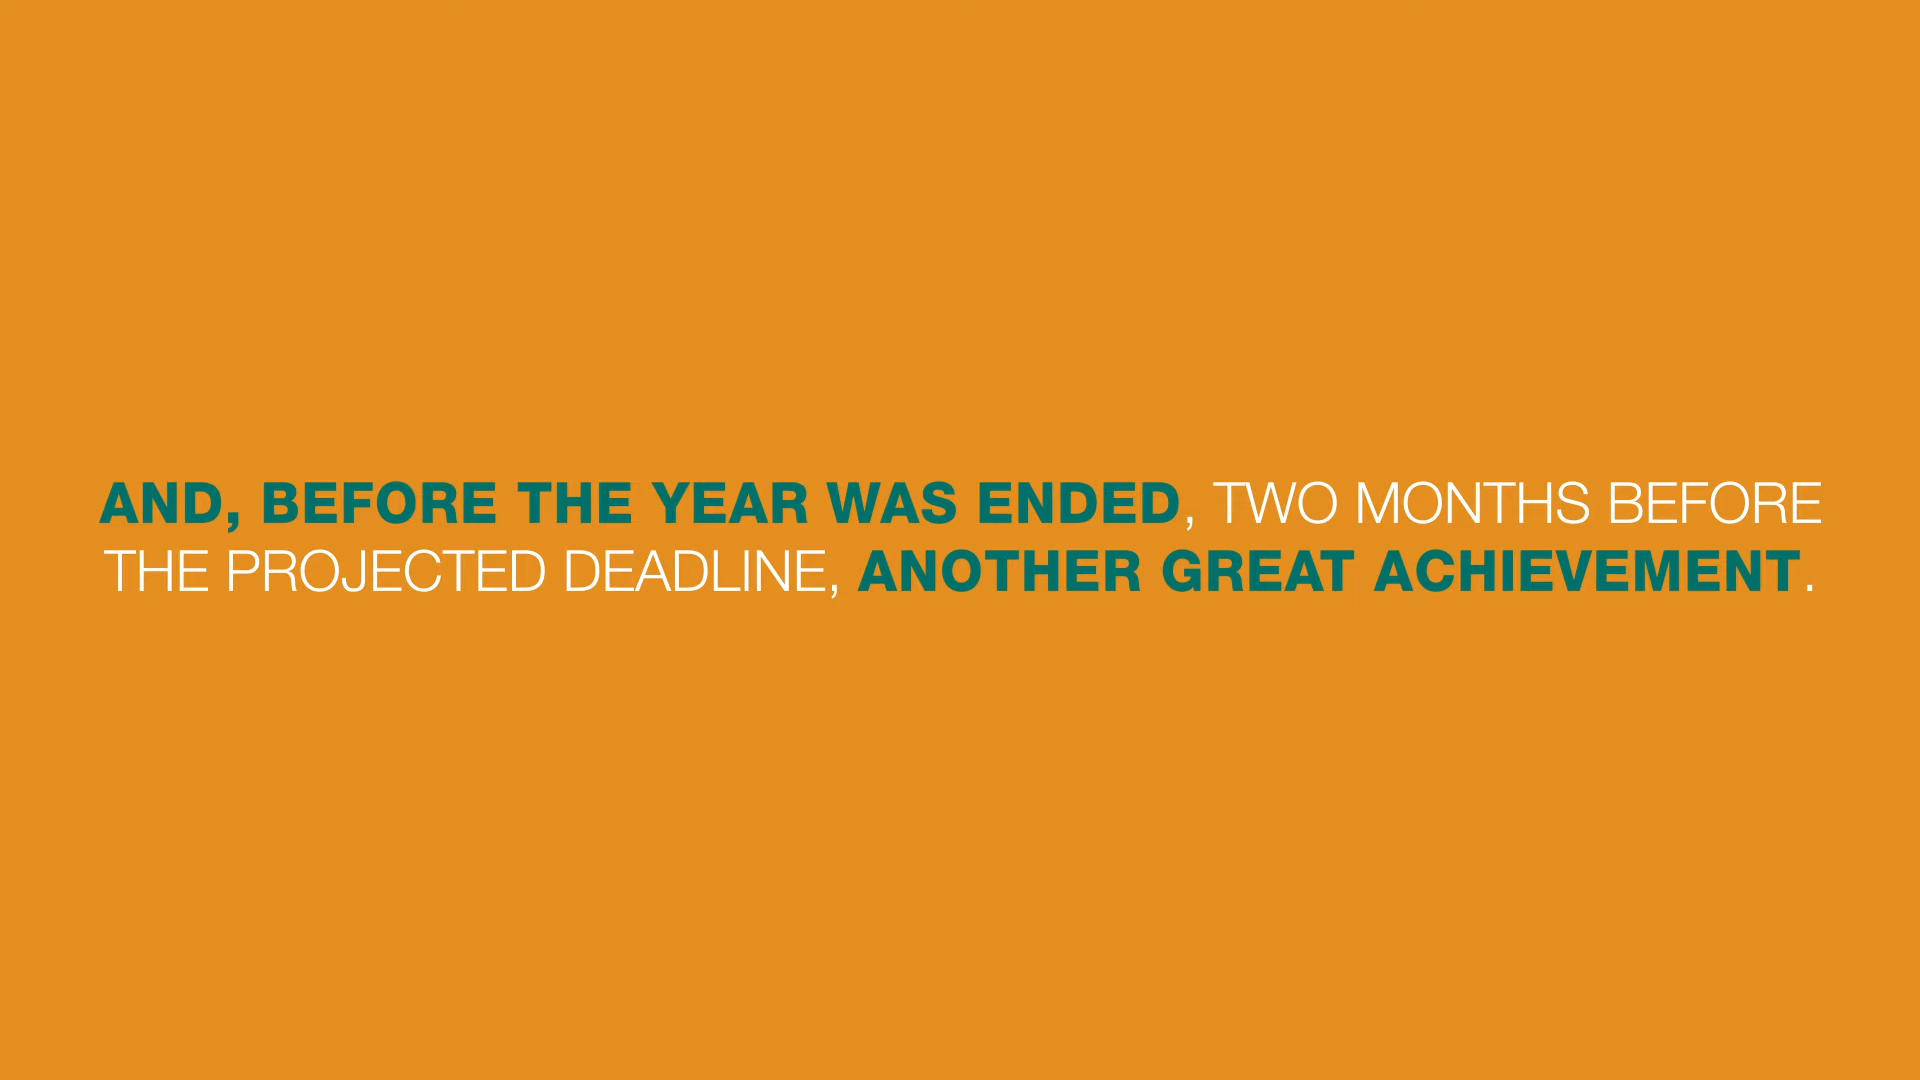 AND, BEFORE THE YEAR WAS ENDED, TWO MONTHS BEFORE
THE PROJECTED DEADLINE, ANOTHER GREAT ACHIEVEMENT.